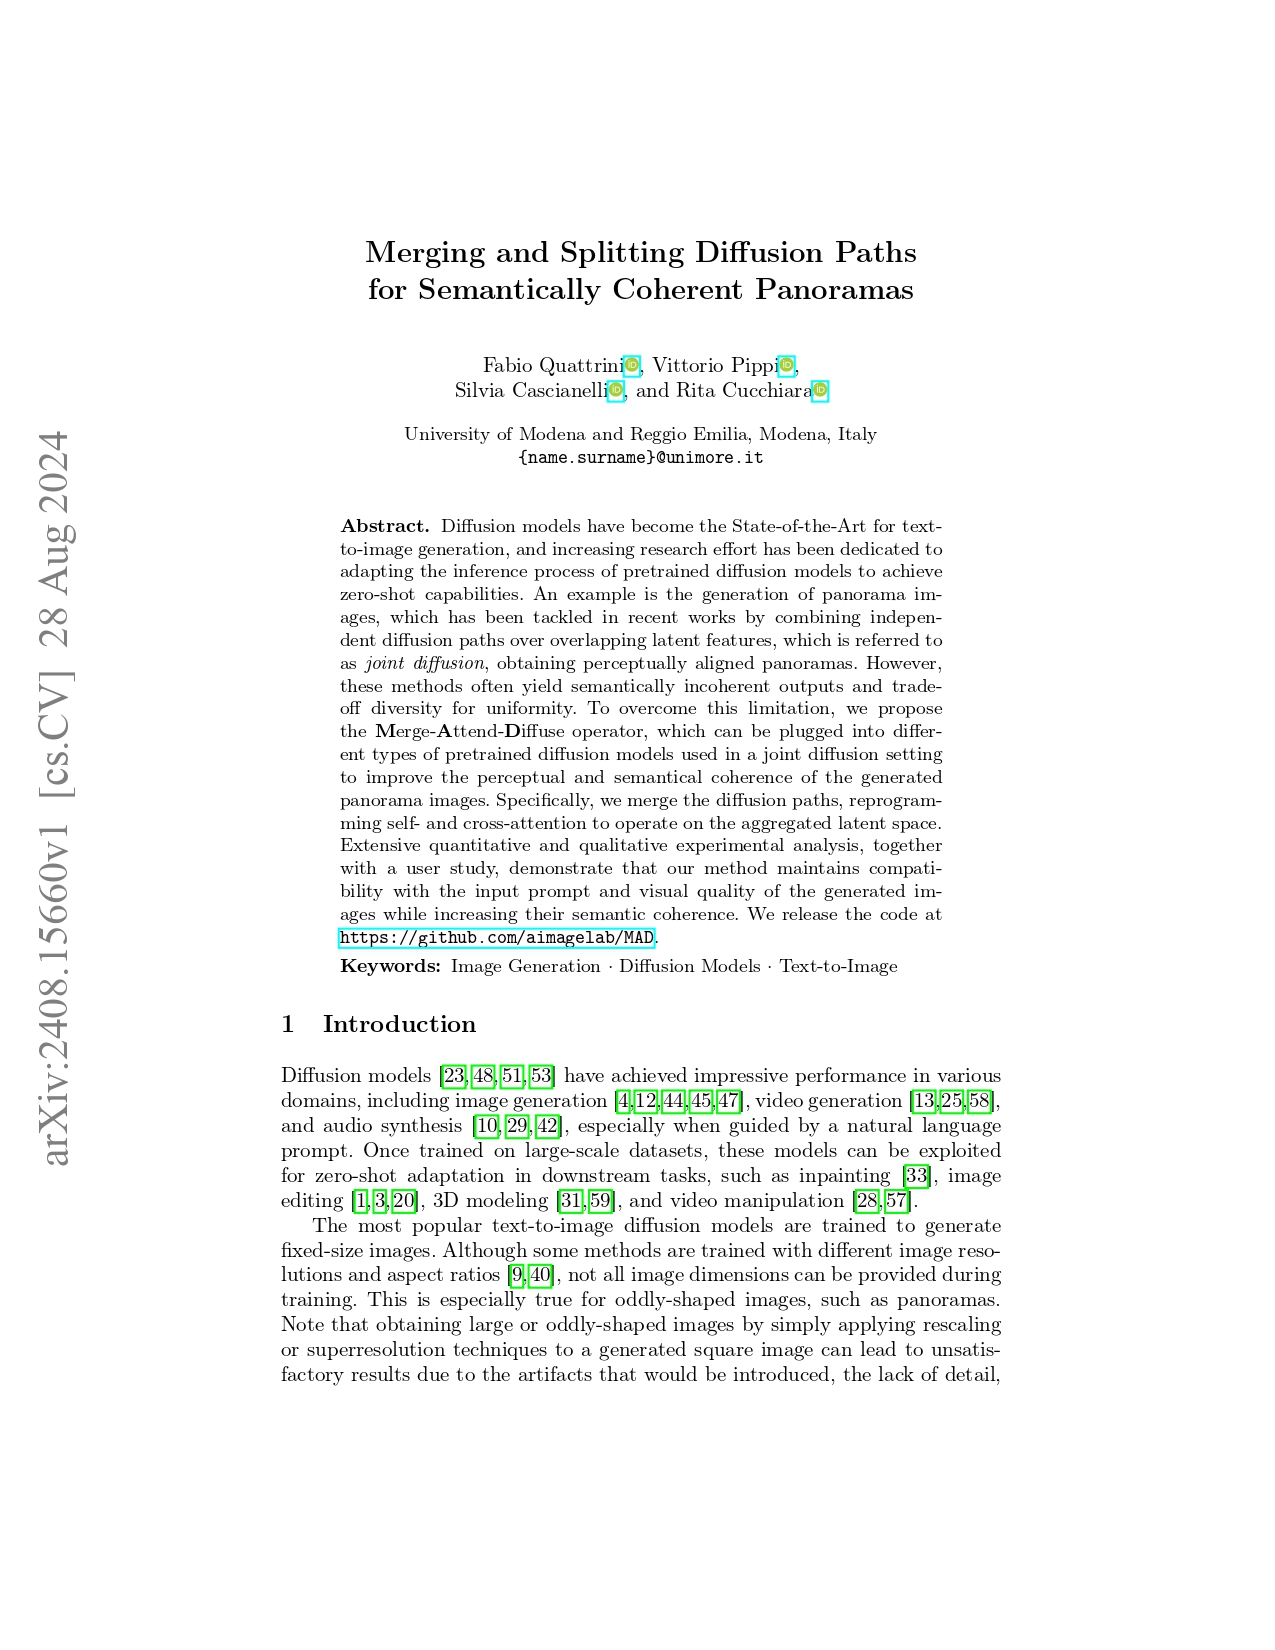 Merging and Splitting Diffusion Paths
for Semantically Coherent Panoramas
Fabio Quattrini, Vittorio Pippi,
Silvia Cascianelli, and Rita Cucchiara
University of Modena and Reggio Emilia, Modena, Italy
{name.surname}@unimore.it
Abstract. Diffusion models have become the State-of-the-Art for text-
to-image generation, and increasing research effort has been dedicated to
adapting the inference process of pretrained diffusion models to achieve
zero-shot capabilities. An example is the generation of panorama im-
ages, which has been tackled in recent works by combining indepen-
dent diffusion paths over overlapping latent features, which is referred to
as joint diffusion, obtaining perceptually aligned panoramas. However,
these methods often yield semantically incoherent outputs and trade-
off diversity for uniformity. To overcome this limitation, we propose
the Merge-Attend-Diffuse operator, which can be plugged into differ-
ent types of pretrained diffusion models used in a joint diffusion setting
to improve the perceptual and semantical coherence of the generated
panorama images. Specifically, we merge the diffusion paths, reprogram-
ming self- and cross-attention to operate on the aggregated latent space.
Extensive quantitative and qualitative experimental analysis, together
with a user study, demonstrate that our method maintains compati-
bility with the input prompt and visual quality of the generated im-
ages while increasing their semantic coherence. We release the code at
https://github.com/aimagelab/MAD.
Keywords: Image Generation · Diffusion Models · Text-to-Image
1 Introduction
Diffusion models [23,48,51,53] have achieved impressive performance in various
domains, including image generation [4,12,44,45,47], video generation [13,25,58],
and audio synthesis [10,29,42], especially when guided by a natural language
prompt. Once trained on large-scale datasets, these models can be exploited
for zero-shot adaptation in downstream tasks, such as inpainting [33], image
editing [1,3,20], 3D modeling [31,59], and video manipulation [28,57].
The most popular text-to-image diffusion models are trained to generate
fixed-size images. Although some methods are trained with different image reso-
lutions and aspect ratios [9,40], not all image dimensions can be provided during
training. This is especially true for oddly-shaped images, such as panoramas.
Note that obtaining large or oddly-shaped images by simply applying rescaling
or superresolution techniques to a generated square image can lead to unsatis-
factory results due to the artifacts that would be introduced, the lack of detail,
arXiv:2408.15660v1 [cs.CV] 28 Aug 2024